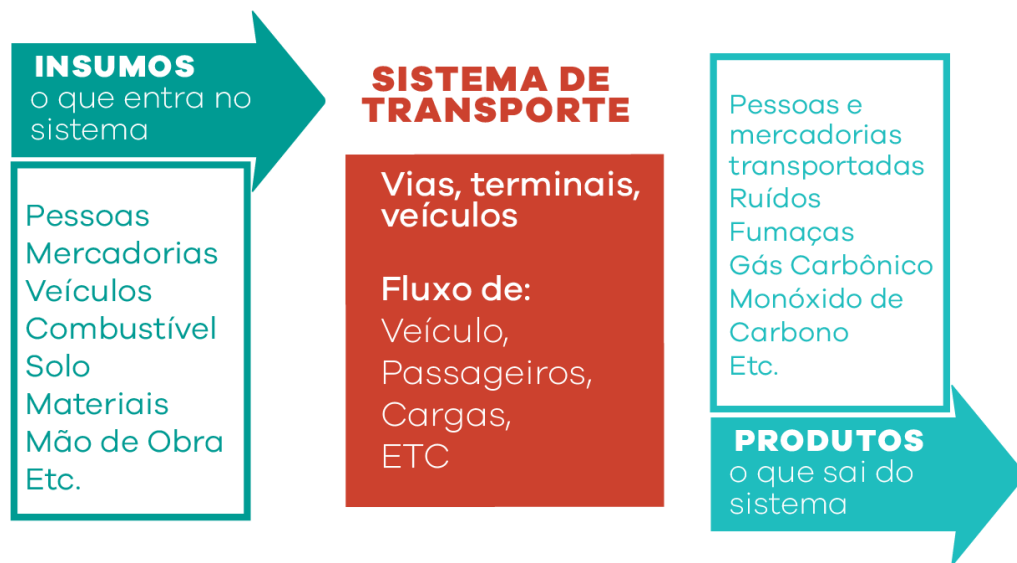 INSUMOS
o que entra no
sistema
Pessoas
Mercadorias
Veículos
Combustível
Solo
Materiais
Mão de Obra
Etc.
SISTEMA DE
TRANSPORTE
Vias, terminais,
veículos
Fluxo de:
Veículo,
Passageiros,
Cargas,
ETC
Pessoas e
mercadorias
transportadas
Ruídos
Fumaças
Gás Carbônico
Monóxido de
Carbono
Etc.
PRODUTOS
o que sai do
sistema